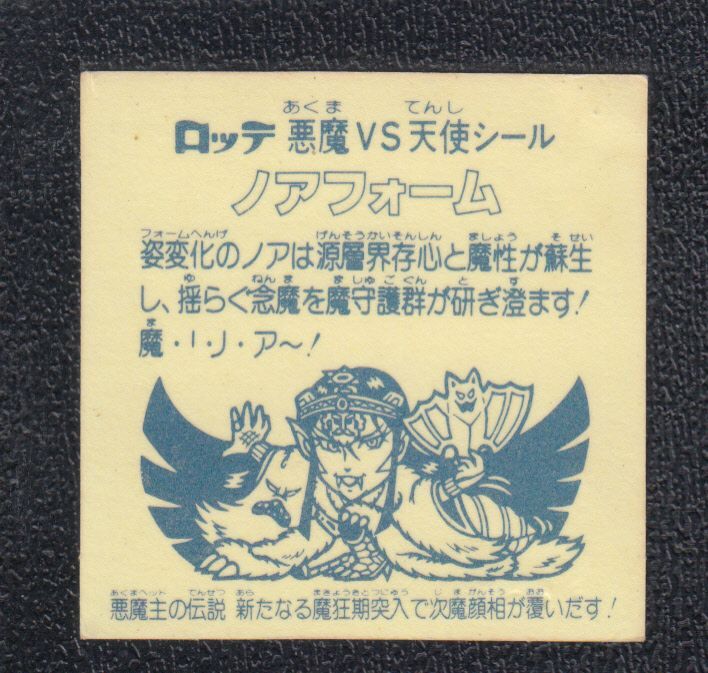 ロッテ 悪魔VS天使シール
ノアフォーム
姿変化のノアは源層界存心と魔性が蘇生
し、揺らぐ念魔を魔守護群が研ぎ澄ます!
魔・リ・ア〜!
悪魔主の伝説 新たなる魔狂期突入で次魔顔相が覆いだす!